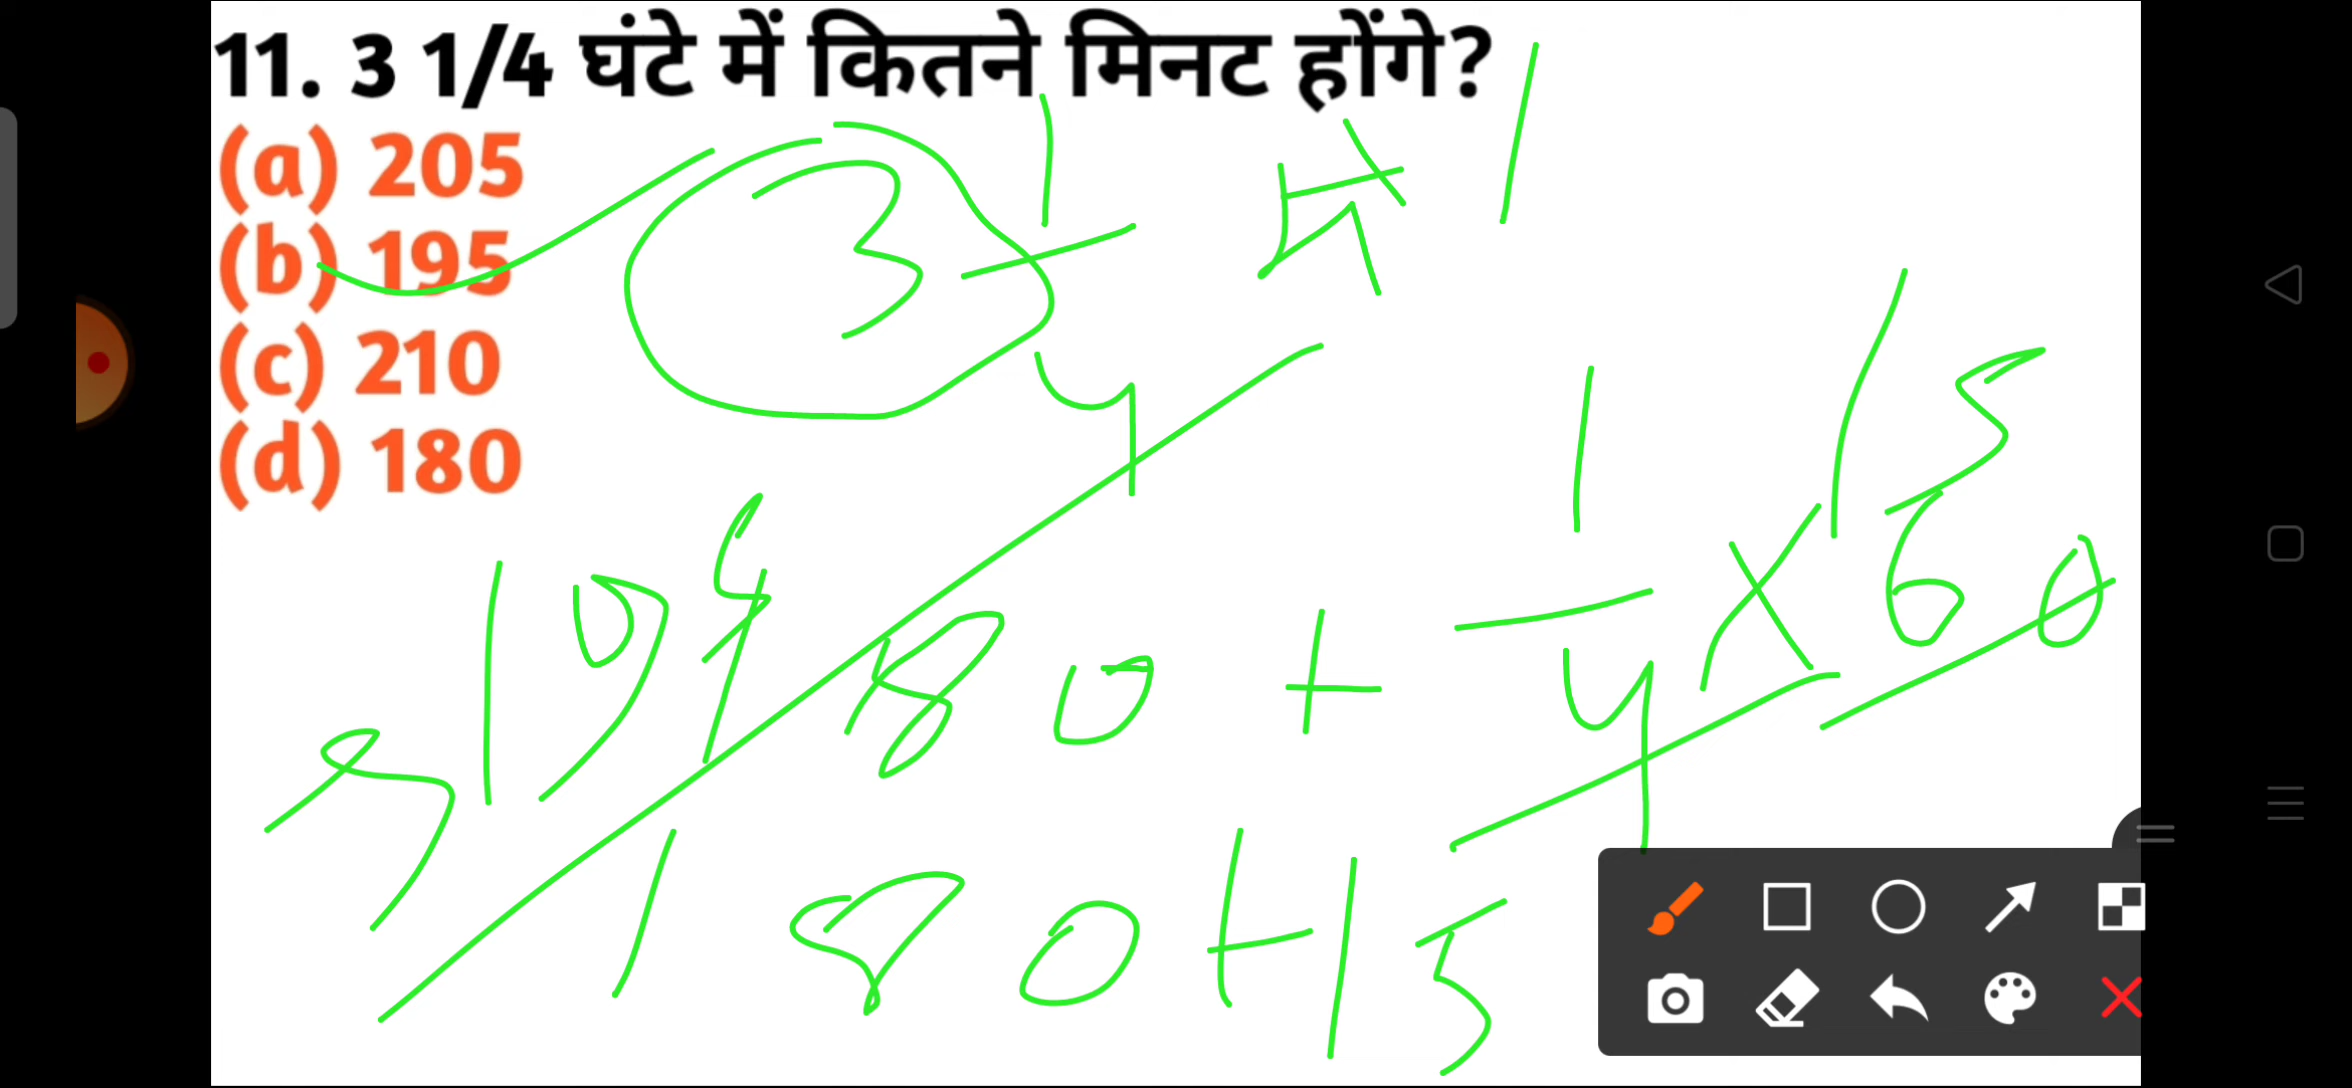 11. 3 1/4 घंटे में कितने मिनट होंगे?
(a) 205
(b) 195
(c) 210
(d) 180
3 1/4
180 + 1/4 × 60 15
180 + 15